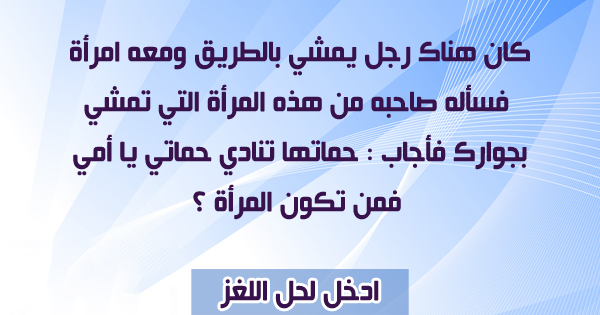 كان هناك رجل يمشي بالطريق ومعه امرأة
فسأله صاحبه من هذه المرأة التي تمشي
بجوارك فأجاب : حماتها تنادي حماتي يا أمي
فمن تكون المرأة ؟
ادخل لحل اللغز